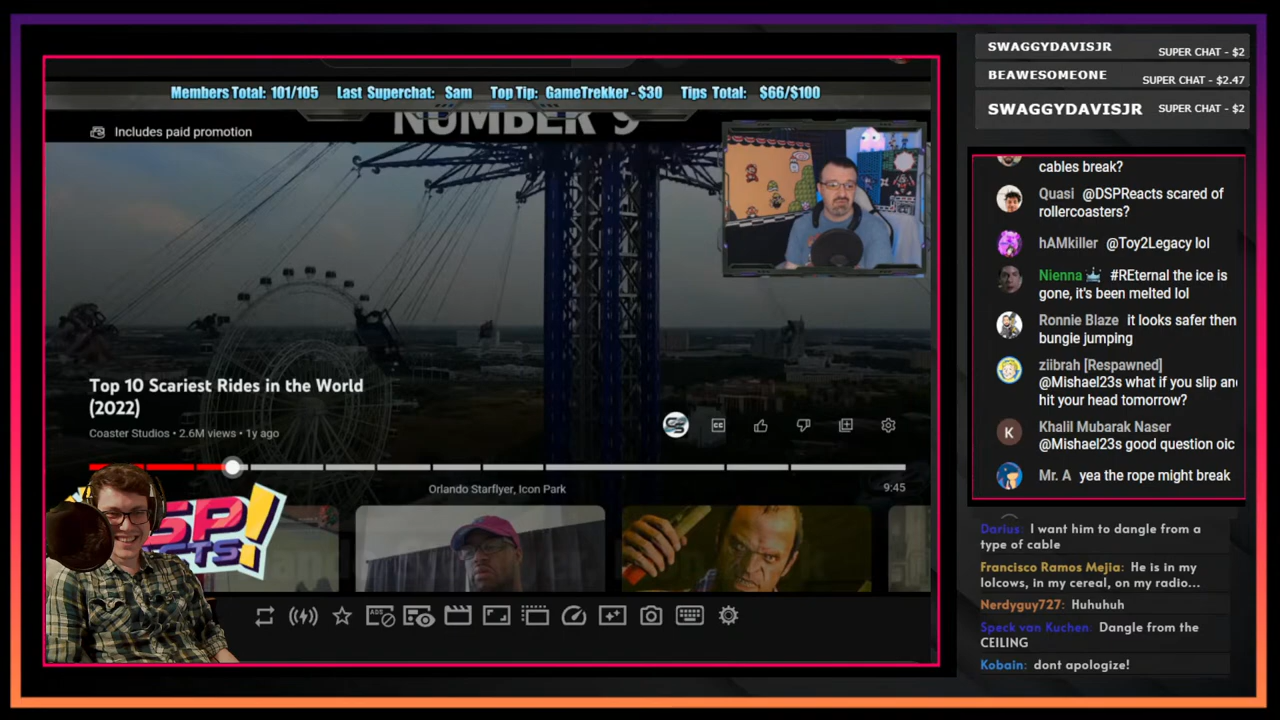 Members Total: 101/105 Last Superchat: Sam Top Tip: GameTrekker - $30 Tips Total: $66/$100
Includes paid promotion
NUMBER 9
Top 10 Scariest Rides in the World
(2022)
Coaster Studios • 2.6M views • 1y ago
CC
Orlando Starflyer, Icon Park
9:45
SP!
CTS!
ADS
SWAGGYDAVISJR SUPER CHAT - $2
BEAWESOMEONE SUPER CHAT - $2.47
SWAGGYDAVISJR SUPER CHAT - $2
cables break?
Quasi @DSPReacts scared of
rollercoasters?
hAMkiller @Toy2Legacy lol
Nienna #REternal the ice is
gone, it's been melted lol
Ronnie Blaze it looks safer then
bungie jumping
ziibrah [Respawned]
@Mishael23s what if you slip and
hit your head tomorrow?
K
Khalil Mubarak Naser
@Mishael23s good question oic
Mr. A yea the rope might break
Darius: I want him to dangle from a
type of cable
Francisco Ramos Mejia: He is in my
lolcows, in my cereal, on my radio...
Nerdyguy727: Huhuhuh
Speck van Kuchen: Dangle from the
CEILING
Kobain: dont apologize!